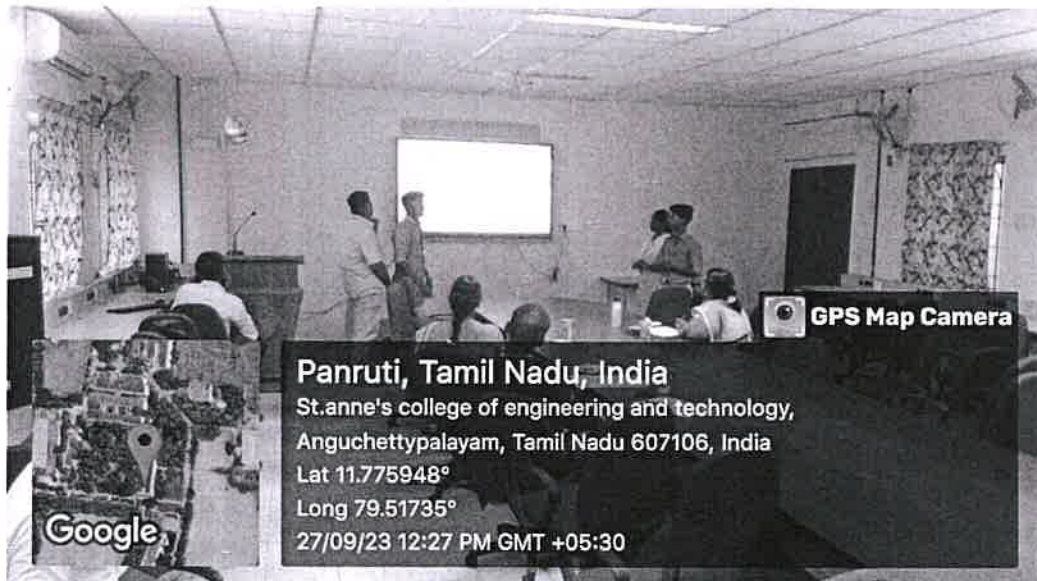 GPS Map Camera
Panruti, Tamil Nadu, India
St.anne's college of engineering and technology,
Anguchettypalayam, Tamil Nadu 607106, India
Lat 11.775948°
Long 79.51735°
27/09/23 12:27 PM GMT +05:30
Google